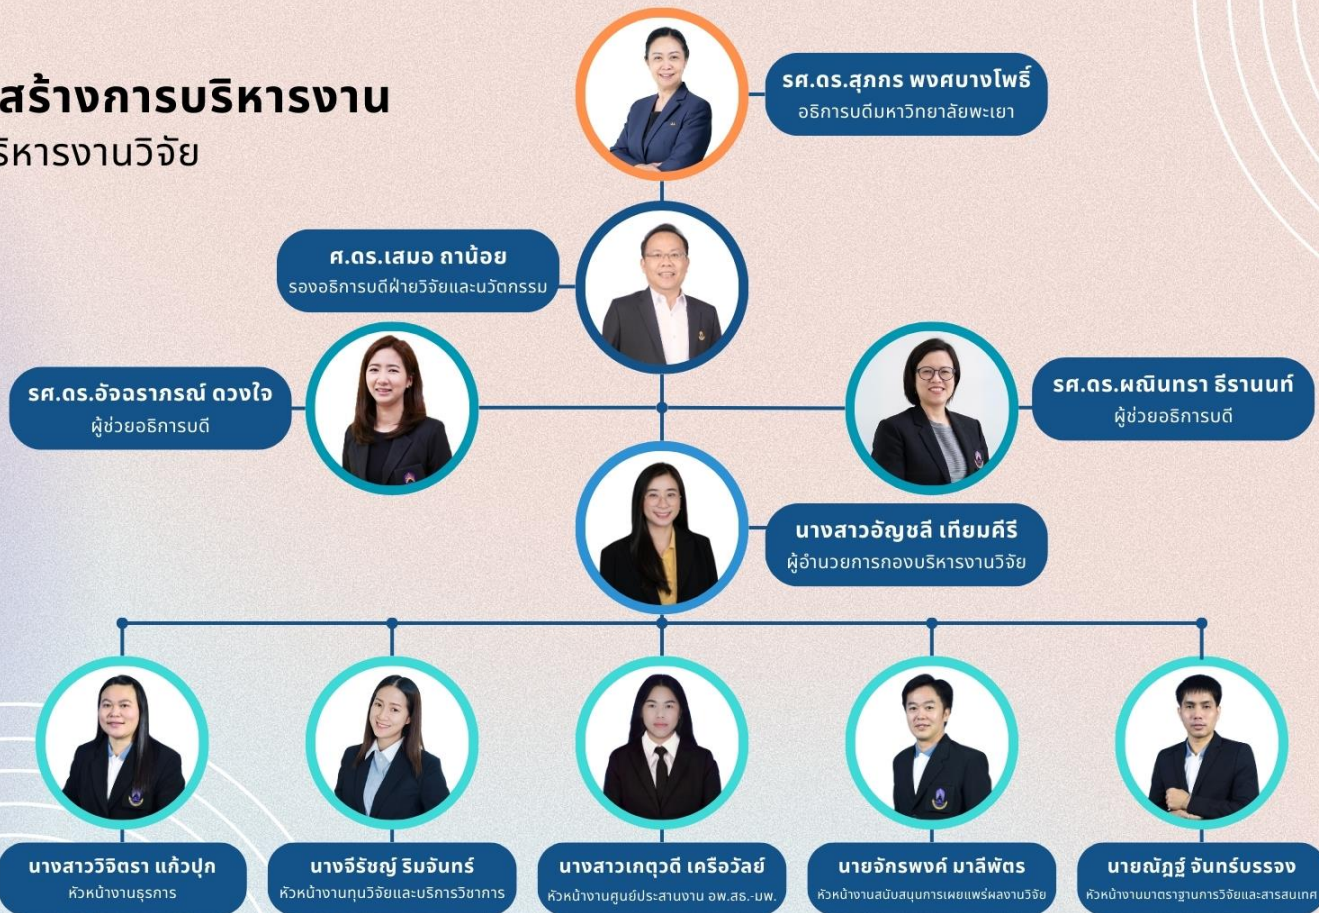 สร้างการบริหารงาน
ริหารงานวิจัย
รศ.ดร.สุภกร พงศบางโพธิ์
อธิการบดีมหาวิทยาลัยพะเยา
ศ.ดร.เสมอ ถาน้อย
รองอธิการบดีฝ่ายวิจัยและนวัตกรรม
รศ.ดร.อัจฉราภรณ์ ดวงใจ
ผู้ช่วยอธิการบดี
รศ.ดร.ผณินทรา ธีรานนท์
ผู้ช่วยอธิการบดี
นางสาวอัญชลี เทียมคีรี
ผู้อำนวยการกองบริหารงานวิจัย
นางสาววิจิตรา แก้วปุก
หัวหน้างานธุรการ
นางจีรัชญ์ ริมจันทร์
หัวหน้างานทุนวิจัยและบริการวิชาการ
นางสาวเกตุวดี เครือวัลย์
หัวหน้างานศูนย์ประสานงาน อพ.สธ.-มพ.
นายจักรพงค์ มาลีพัตร
หัวหน้างานสนับสนุนการเผยแพร่ผลงานวิจัย
นายณัฏฐ์ จันทร์บรรจง
หัวหน้างานมาตราฐานการวิจัยและสารสนเทศ